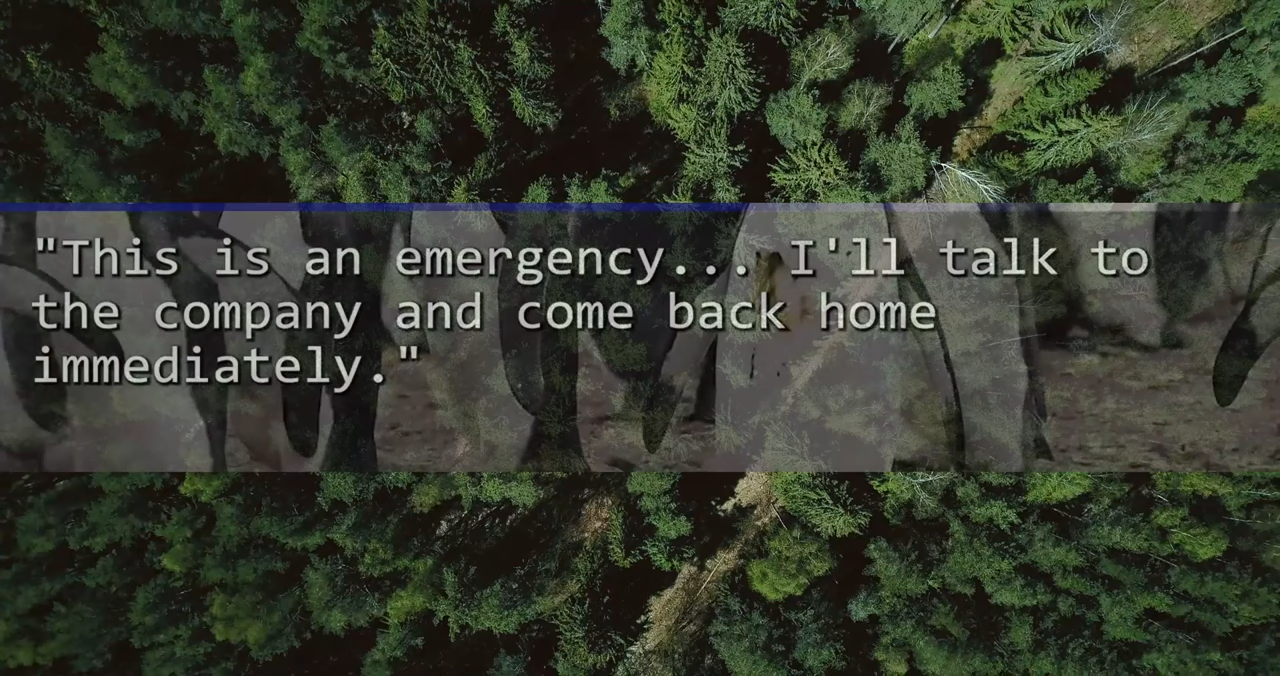 "This is an emergency... I'll talk to
the company and come back home
immediately."